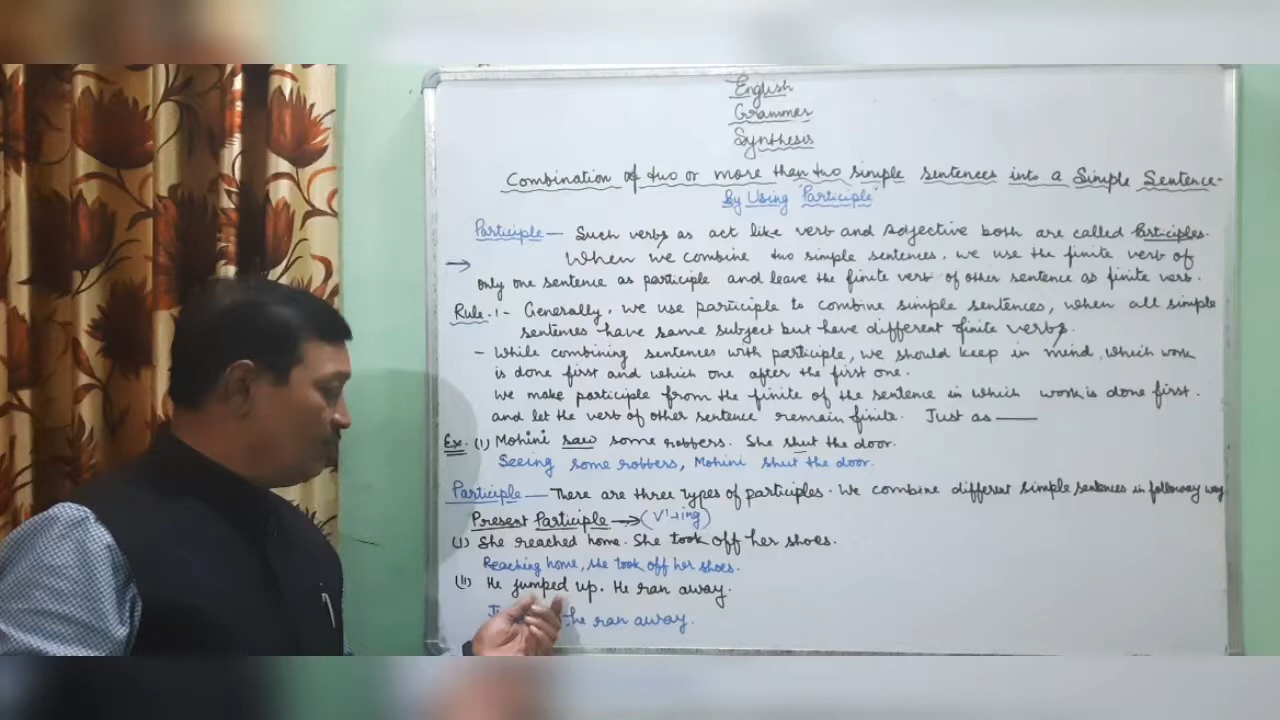 English
Grammer
Synthesis
Combination of two or more than two simple sentences into a Simple Sentence-
By Using 'Participle'
Participle — Such verbs as act like verb and Adjective both are called Participles.
→ When we combine two simple sentences, we use the finite verb of
only one sentence as participle and leave the finite verb of other sentence as finite verb.
Rule.1- Generally, we use participle to combine simple sentences, when all simple
sentences have same subject but have different finite verbs.
- While combining sentences with participle, we should keep in mind, which work
is done first and which one after the first one.
We make participle from the finite of the sentence in which work is done first.
and let the verb of other sentence remain finite. Just as —
Ex. (1) Mohini saw some robbers. She shut the door.
Seeing some robbers, Mohini shut the door.
Participle — There are three types of participles. We combine different simple sentences in following way
Present Participle → (V¹+ing)
(1) She reached home. She took off her shoes.
Reaching home, she took off her shoes.
(11) He jumped up. He ran away.
he ran away.